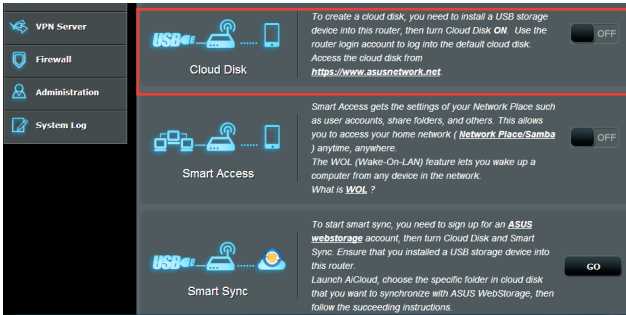 VPN Server
Firewall
Administration
System Log
USB
Cloud Disk
To create a cloud disk, you need to install a USB storage
device into this router, then turn Cloud Disk ON. Use the
router login account to log into the default cloud disk.
Access the cloud disk from
https://www.asusnetwork.net.
OFF
Smart Access
Smart Access gets the settings of your Network Place such
as user accounts, share folders, and others. This allows
you to access your home network ( Network Place/Samba
) anytime, anywhere.
The WOL (Wake-On-LAN) feature lets you wake up a
computer from any device in the network.
What is WOL ?
OFF
USB
Smart Sync
To start smart sync, you need to sign up for an ASUS
webstorage account, then turn Cloud Disk and Smart
Sync. Ensure that you installed a USB storage device into
this router.
Launch AiCloud, choose the specific folder in cloud disk
that you want to synchronize with ASUS WebStorage, then
follow the succeeding instructions.
GO